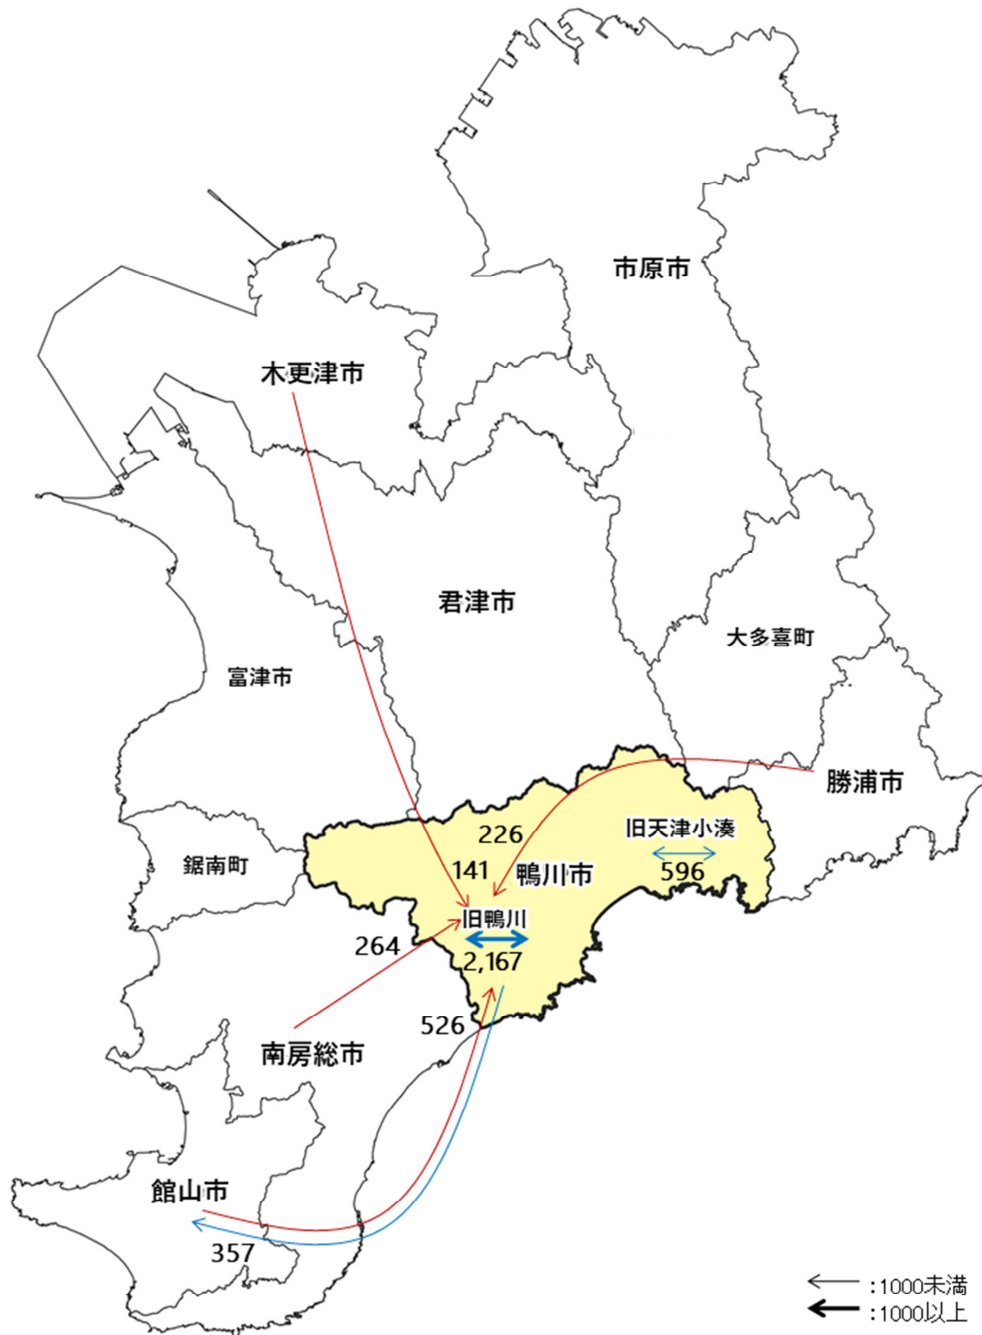 市原市
木更津市
君津市
大多喜町
富津市
勝浦市
226
旧天津小湊
鋸南町
141
鴨川市
596
旧鴨川
264
2,167
526
南房総市
館山市
357
:1000未満
:1000以上